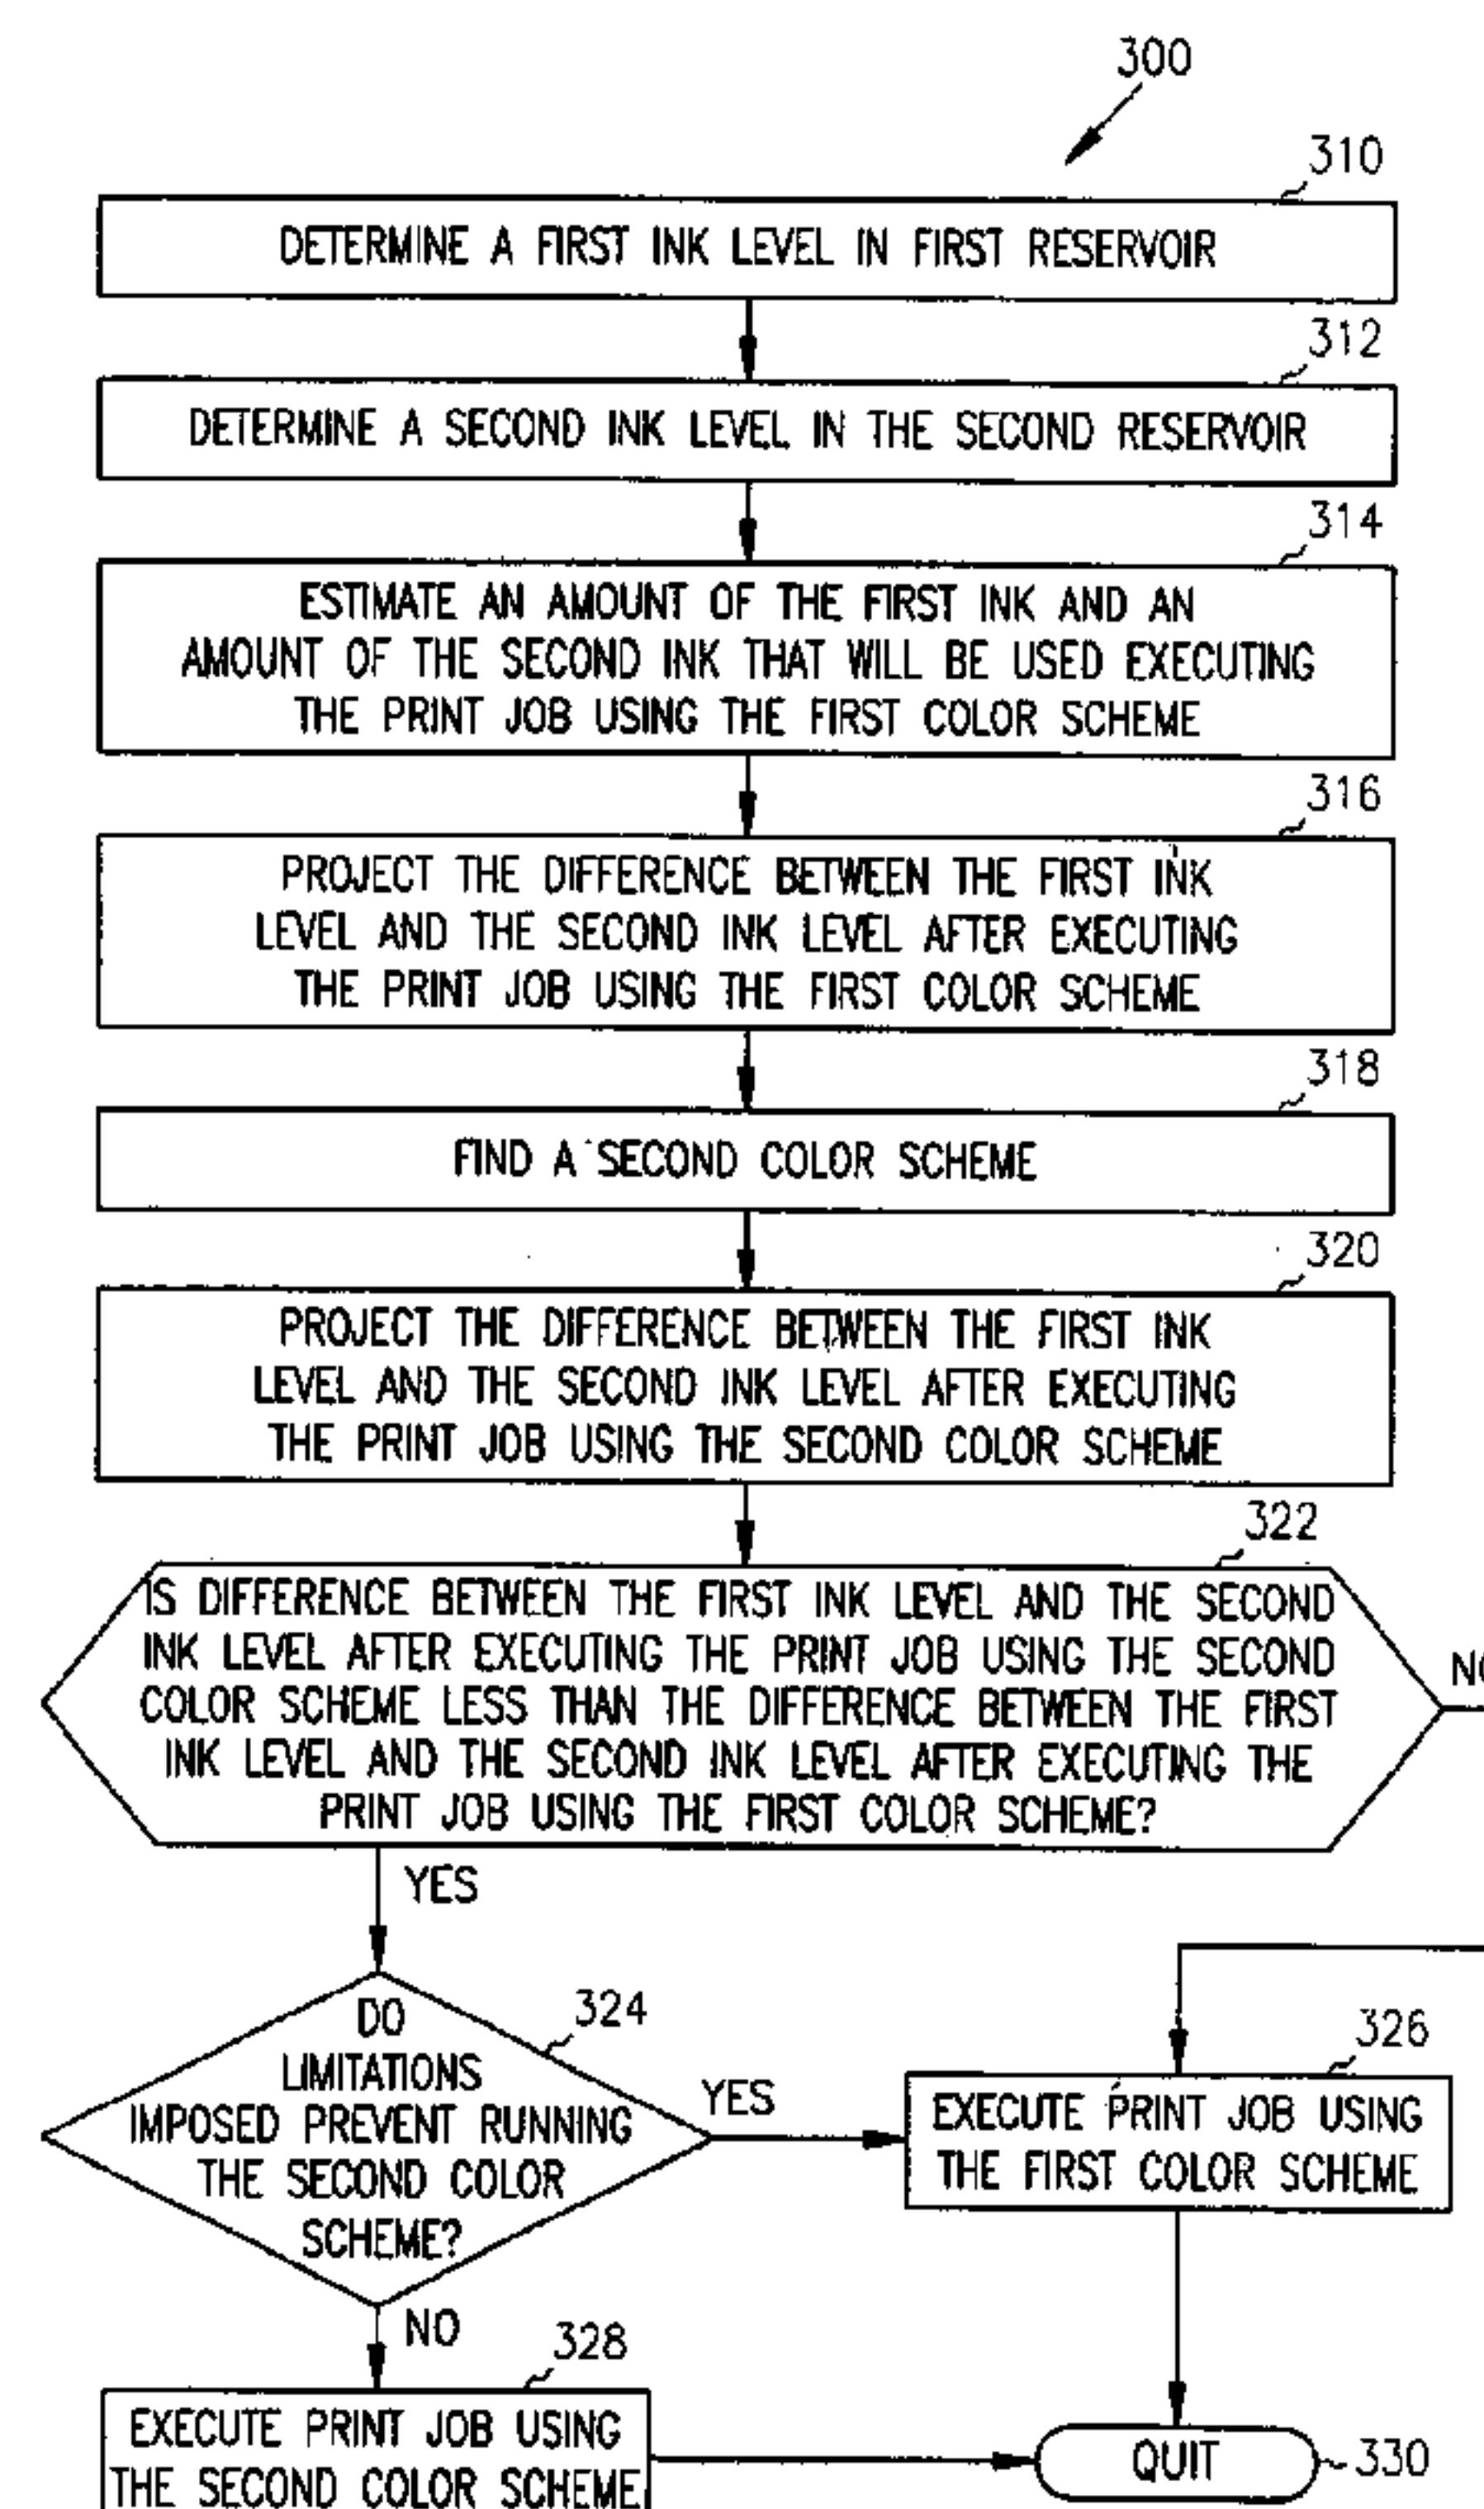 300
310
DETERMINE A FIRST INK LEVEL IN FIRST RESERVOIR
312
DETERMINE A SECOND INK LEVEL IN THE SECOND RESERVOIR
314
ESTIMATE AN AMOUNT OF THE FIRST INK AND AN
AMOUNT OF THE SECOND INK THAT WILL BE USED EXECUTING
THE PRINT JOB USING THE FIRST COLOR SCHEME
316
PROJECT THE DIFFERENCE BETWEEN THE FIRST INK
LEVEL AND THE SECOND INK LEVEL AFTER EXECUTING
THE PRINT JOB USING THE FIRST COLOR SCHEME
318
FIND A SECOND COLOR SCHEME
320
PROJECT THE DIFFERENCE BETWEEN THE FIRST INK
LEVEL AND THE SECOND INK LEVEL AFTER EXECUTING
THE PRINT JOB USING THE SECOND COLOR SCHEME
322
IS DIFFERENCE BETWEEN THE FIRST INK LEVEL AND THE SECOND
INK LEVEL AFTER EXECUTING THE PRINT JOB USING THE SECOND
COLOR SCHEME LESS THAN THE DIFFERENCE BETWEEN THE FIRST
INK LEVEL AND THE SECOND INK LEVEL AFTER EXECUTING THE
PRINT JOB USING THE FIRST COLOR SCHEME?
YES
324
DO
LIMITATIONS
IMPOSED PREVENT RUNNING
THE SECOND COLOR
SCHEME?
YES
326
EXECUTE PRINT JOB USING
THE FIRST COLOR SCHEME
NO
328
EXECUTE PRINT JOB USING
THE SECOND COLOR SCHEME
QUIT
330